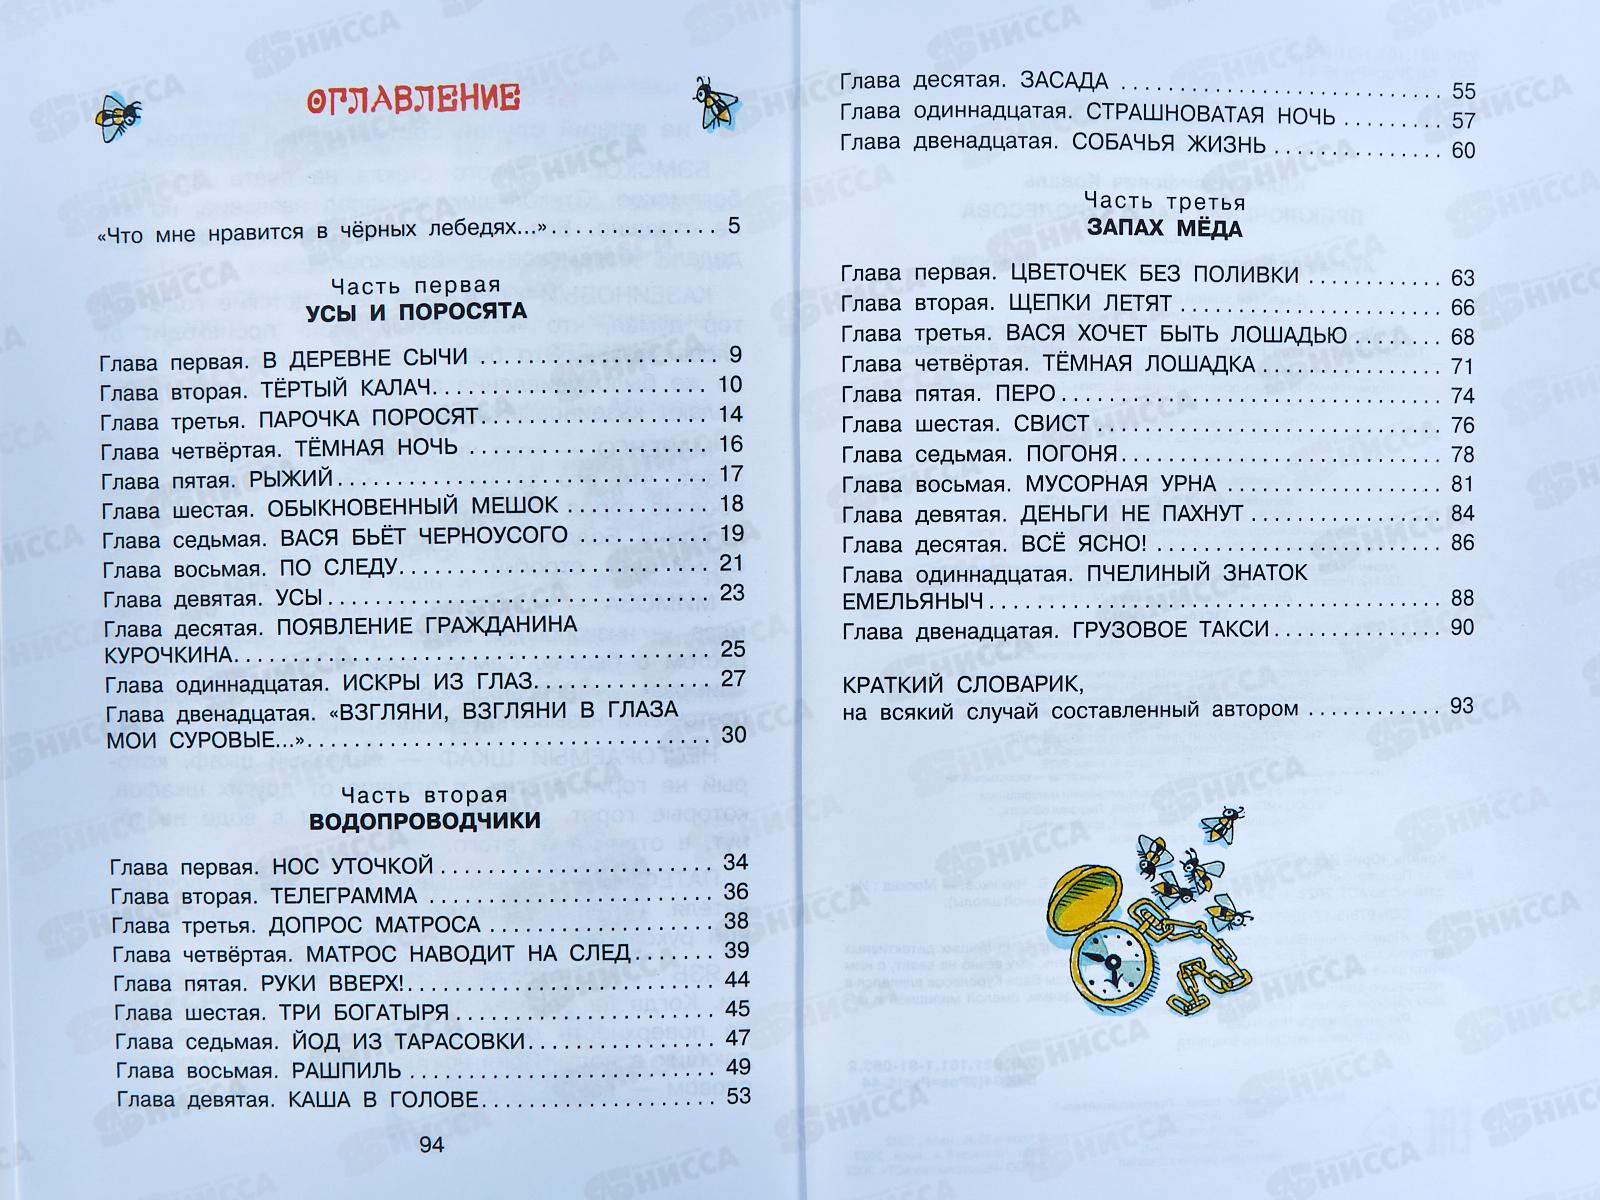 ОГЛАВЛЕНИЕ
«Что мне нравится в чёрных лебедях...» 5
Часть первая
УСЫ И ПОРОСЯТА
Глава первая. В ДЕРЕВНЕ СЫЧИ 9
Глава вторая. ТЁРТЫЙ КАЛАЧ 10
Глава третья. ПАРОЧКА ПОРОСЯТ 14
Глава четвёртая. ТЁМНАЯ НОЧЬ 16
Глава пятая. РЫЖИЙ 17
Глава шестая. ОБЫКНОВЕННЫЙ МЕШОК 18
Глава седьмая. ВАСЯ БЬЁТ ЧЕРНОУСОГО 19
Глава восьмая. ПО СЛЕДУ 21
Глава девятая. УСЫ 23
Глава десятая. ПОЯВЛЕНИЕ ГРАЖДАНИНА
КУРОЧКИНА 25
Глава одиннадцатая. ИСКРЫ ИЗ ГЛАЗ 27
Глава двенадцатая. «ВЗГЛЯНИ, ВЗГЛЯНИ В ГЛАЗА
МОИ СУРОВЫЕ...» 30
Часть вторая
ВОДОПРОВОДЧИКИ
Глава первая. НОС УТОЧКОЙ 34
Глава вторая. ТЕЛЕГРАММА 36
Глава третья. ДОПРОС МАТРОСА 38
Глава четвёртая. МАТРОС НАВОДИТ НА СЛЕД 39
Глава пятая. РУКИ ВВЕРХ! 44
Глава шестая. ТРИ БОГАТЫРЯ 45
Глава седьмая. ЙОД ИЗ ТАРАСОВКИ 47
Глава восьмая. РАШПИЛЬ 49
Глава девятая. КАША В ГОЛОВЕ 53
94
Глава десятая. ЗАСАДА 55
Глава одиннадцатая. СТРАШНОВАТАЯ НОЧЬ 57
Глава двенадцатая. СОБАЧЬЯ ЖИЗНЬ 60
Часть третья
ЗАПАХ МЁДА
Глава первая. ЦВЕТОЧЕК БЕЗ ПОЛИВКИ 63
Глава вторая. ЩЕПКИ ЛЕТЯТ 66
Глава третья. ВАСЯ ХОЧЕТ БЫТЬ ЛОШАДЬЮ 68
Глава четвёртая. ТЁМНАЯ ЛОШАДКА 71
Глава пятая. ПЕРО 74
Глава шестая. СВИСТ 76
Глава седьмая. ПОГОНЯ 78
Глава восьмая. МУСОРНАЯ УРНА 81
Глава девятая. ДЕНЬГИ НЕ ПАХНУТ 84
Глава десятая. ВСЁ ЯСНО! 86
Глава одиннадцатая. ПЧЕЛИНЫЙ ЗНАТОК
ЕМЕЛЬЯНЫЧ 88
Глава двенадцатая. ГРУЗОВОЕ ТАКСИ 90
КРАТКИЙ СЛОВАРИК,
на всякий случай составленный автором 93